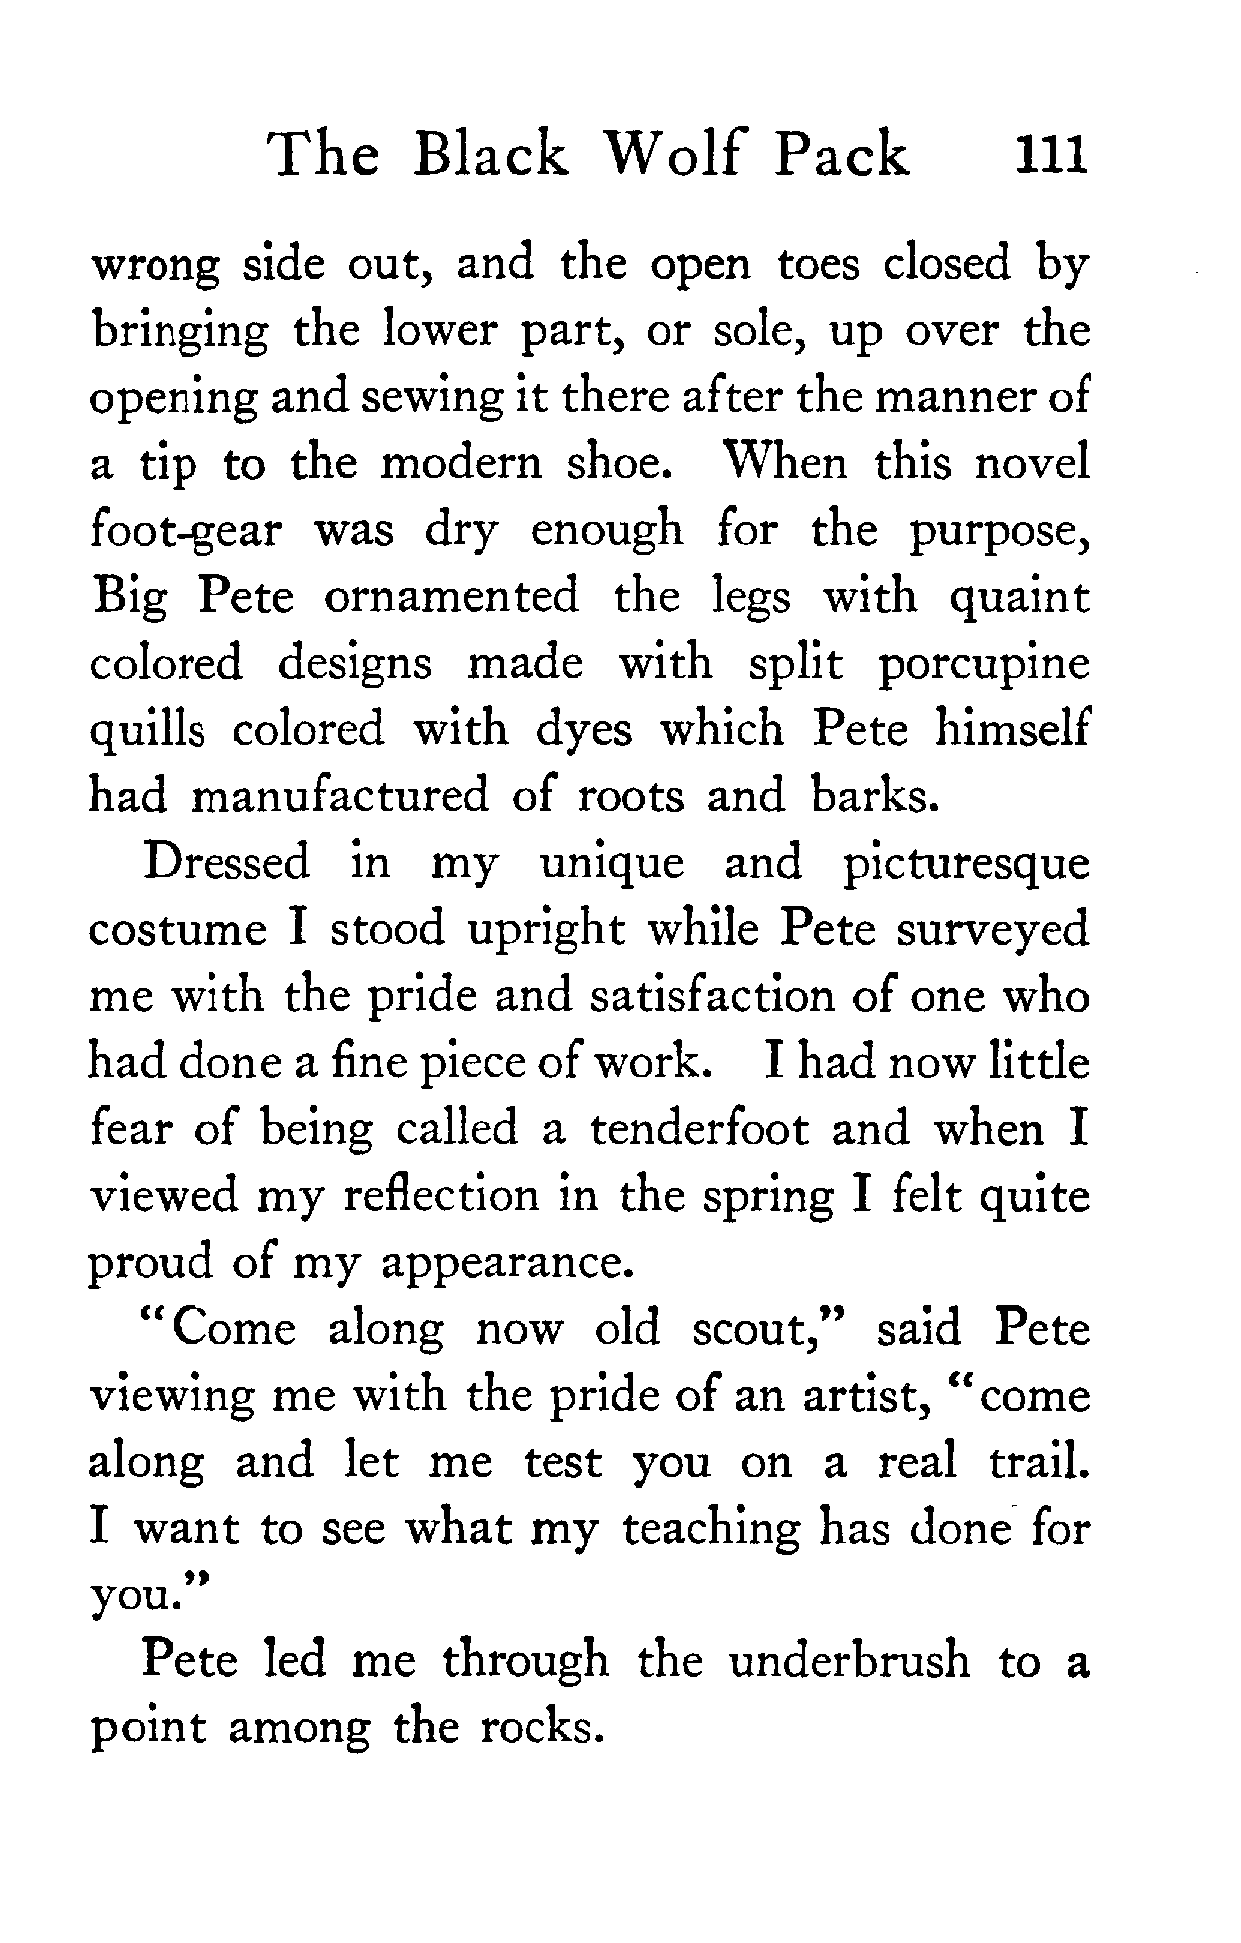 The Black Wolf Pack 111
wrong side out, and the open toes closed by
bringing the lower part, or sole, up over the
opening and sewing it there after the manner of
a tip to the modern shoe. When this novel
foot-gear was dry enough for the purpose,
Big Pete ornamented the legs with quaint
colored designs made with split porcupine
quills colored with dyes which Pete himself
had manufactured of roots and barks.
Dressed in my unique and picturesque
costume I stood upright while Pete surveyed
me with the pride and satisfaction of one who
had done a fine piece of work. I had now little
fear of being called a tenderfoot and when I
viewed my reflection in the spring I felt quite
proud of my appearance.
“Come along now old scout,” said Pete
viewing me with the pride of an artist, “come
along and let me test you on a real trail.
I want to see what my teaching has done for
you.”
Pete led me through the underbrush to a
point among the rocks.